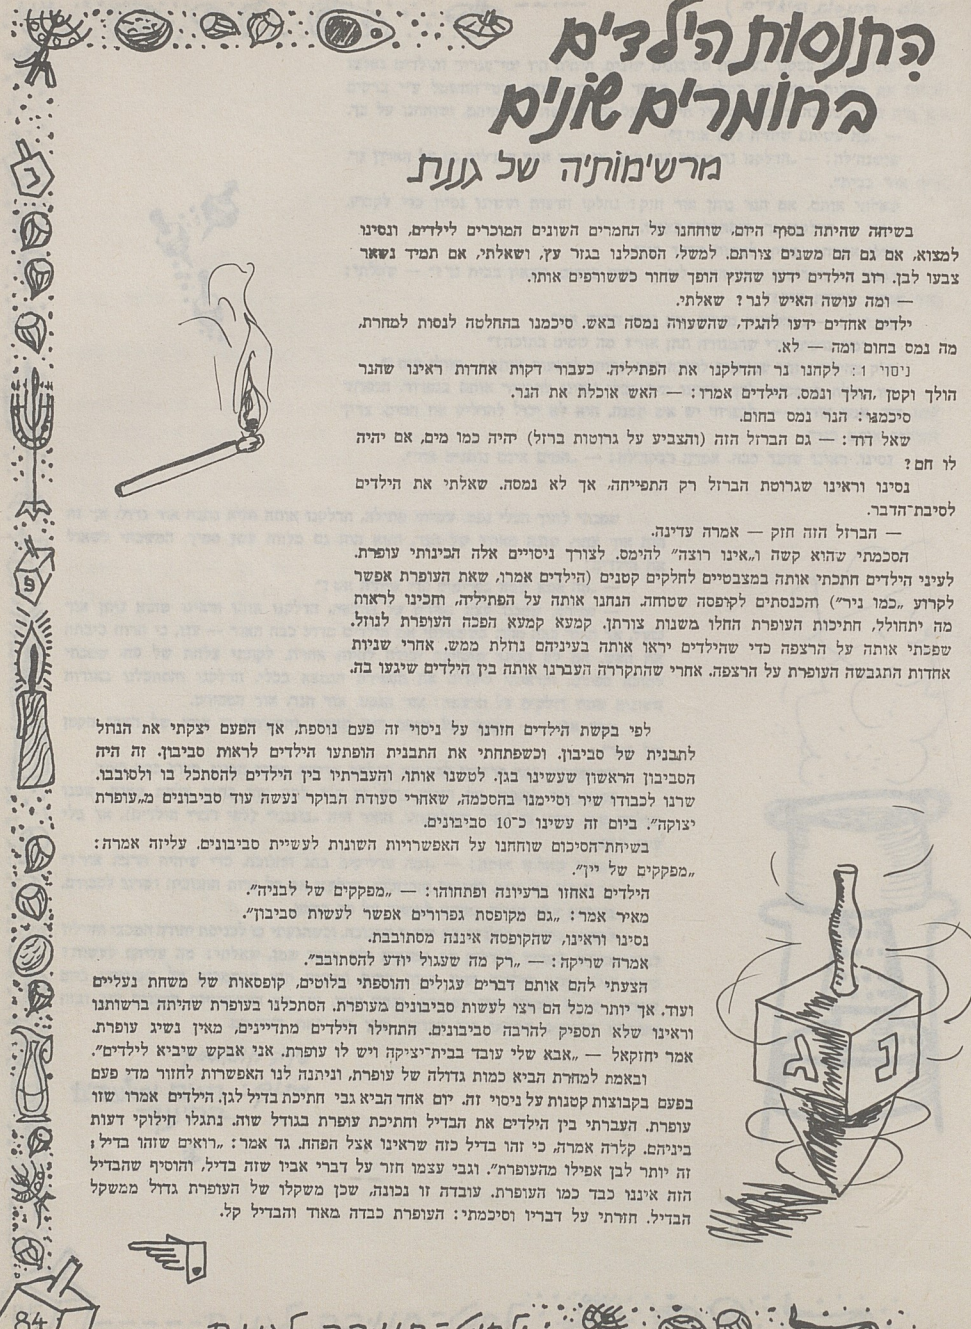 התנסות הילדים
בחומרים שונים
מרשימותיה של גננת
בשיחה שהיתה בסוף היום, שוחחנו על החמרים השונים המוכרים לילדים, ונסינו
למצוא, אם גם הם משנים צורתם. למשל, הסתכלנו בגזר עץ, ושאלתי, אם תמיד נשאר
צבעו לבן. רוב הילדים ידעו שהעץ הופך שחור כששורפים אותו.
— ומה עושה האיש לנר? שאלתי.
ילדים אחדים ידעו להגיד, שהשעווה נמסה באש. סיכמנו בהחלטה לנסות למחרת,
מה נמס בחום ומה — לא.
ניסוי 1: לקחנו נר והדלקנו את הפתיליה. כעבור דקות אחדות ראינו שהנר
הולך וקטן, הולך ונמס. הילדים אמרו: — האש אוכלת את הנר.
סיכמנו: הנר נמס בחום.
שאל דוד: — גם הברזל הזה (והצביע על גרוטות ברזל) יהיה כמו מים, אם יהיה
לו חם?
נסינו וראינו שגרוטת הברזל רק התפייחה, אך לא נמסה. שאלתי את הילדים
לסיבת־הדבר.
— הברזל הזה חזק — אמרה עדינה.
הסכמתי שהוא קשה ו„אינו רוצה" להימס. לצורך ניסויים אלה הכינותי עופרת.
לעיני הילדים חתכתי אותה במצבטיים לחלקים קטנים (הילדים אמרו, שאת העופרת אפשר
לקרוע „כמו ניר") והכנסתים לקופסה שטוחה. הנחנו אותה על הפתיליה, וחכינו לראות
מה יתחולל, חתיכות העופרת החלו משנות צורתן. קמעא קמעא הפכה העופרת לנוזל.
שפכתי אותה על הרצפה כדי שהילדים יראו אותה בעיניהם נוזלת ממש. אחרי שניות
אחדות התגבשה העופרת על הרצפה. אחרי שהתקררה העברנו אותה בין הילדים שיגעו בה.
לפי בקשת הילדים חזרנו על ניסוי זה פעם נוספת, אך הפעם יצקתי את הנוזל
לתבנית של סביבון. וכשפתחתי את התבנית הופתעו הילדים לראות סביבון. זה היה
הסביבון הראשון שעשינו בגן. לטשנו אותו, והעברתיו בין הילדים להסתכל בו ולסובבו.
שרנו לכבודו שיר וסיימנו בהסכמה, שאחרי סעודת הבוקר נעשה עוד סביבונים מ„עופרת
יצוקה". ביום זה עשינו כ־10 סביבונים.
בשיחת־הסיכום שוחחנו על האפשרויות השונות לעשיית סביבונים. עליזה אמרה:
„מפקקים של יין".
הילדים נאחזו ברעיונה ופתחוהו: — „מפקקים של לבניה".
מאיר אמר: „גם מקופסת גפרורים אפשר לעשות סביבון".
נסינו וראינו, שהקופסה איננה מסתובבת.
אמרה שריקה: — „רק מה שעגול יודע להסתובב".
הצעתי להם אותם דברים עגולים והוספתי בלוטים, קופסאות של משחת נעליים
ועוד. אך יותר מכל הם רצו לעשות סביבונים מעופרת. הסתכלנו בעופרת שהיתה ברשותנו
וראינו שלא תספיק להרבה סביבונים. התחילו הילדים מתדיינים, מאין נשיג עופרת.
אמר יחזקאל — „אבא שלי עובד בבית־יציקה ויש לו עופרת. אני אבקש שיביא לילדים".
ובאמת למחרת הביא כמות גדולה של עופרת, וניתנה לנו האפשרות לחזור מדי פעם
בפעם בקבוצות קטנות על ניסוי זה. יום אחד הביא גבי חתיכת בדיל לגן. הילדים אמרו שזו
עופרת. העברתי בין הילדים את הבדיל וחתיכת עופרת בגודל שוה. נתגלו חילוקי דעות
ביניהם. קלרה אמרה, כי זהו בדיל כזה שראינו אצל הפחח. גד אמר: „רואים שזהו בדיל;
זה יותר לבן אפילו מהעופרת". וגבי עצמו חזר על דברי אביו שזה בדיל, והוסיף שהבדיל
הזה איננו כבד כמו העופרת. עובדה זו נכונה, שכן משקלו של העופרת גדול ממשקל
הבדיל. חזרתי על דבריו וסיכמתי: העופרת כבדה מאוד והבדיל קל.
נ
ג
84